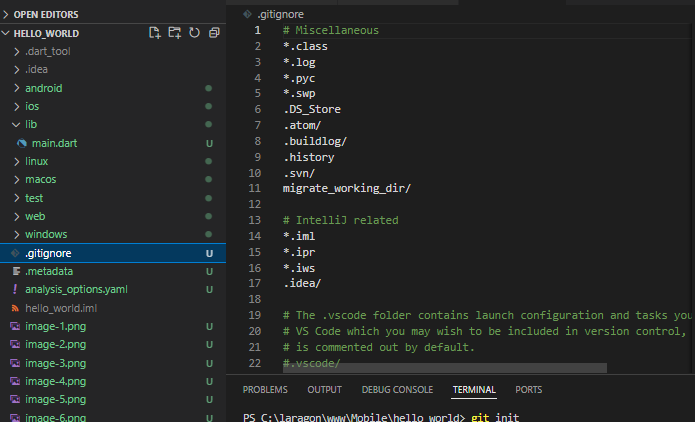 OPEN EDITORS
HELLO_WORLD
.dart_tool
.idea
android
ios
lib
main.dart U
linux
macos
test
web
windows
.gitignore U
.metadata U
! analysis_options.yaml U
hello_world.iml
image-1.png U
image-2.png U
image-3.png U
image-4.png U
image-5.png U
image-6.png U
.gitignore
1 # Miscellaneous
2 *.class
3 *.log
4 *.pyc
5 *.swp
6 .DS_Store
7 .atom/
8 .buildlog/
9 .history
10 .svn/
11 migrate_working_dir/
12
13 # IntelliJ related
14 *.iml
15 *.ipr
16 *.iws
17 .idea/
18
19 # The .vscode folder contains launch configuration and tasks you
20 # VS Code which you may wish to be included in version control,
21 # is commented out by default.
22 #.vscode/
PROBLEMS OUTPUT DEBUG CONSOLE TERMINAL PORTS
PS C:\laragon\www\Mobile\hello_world> git init